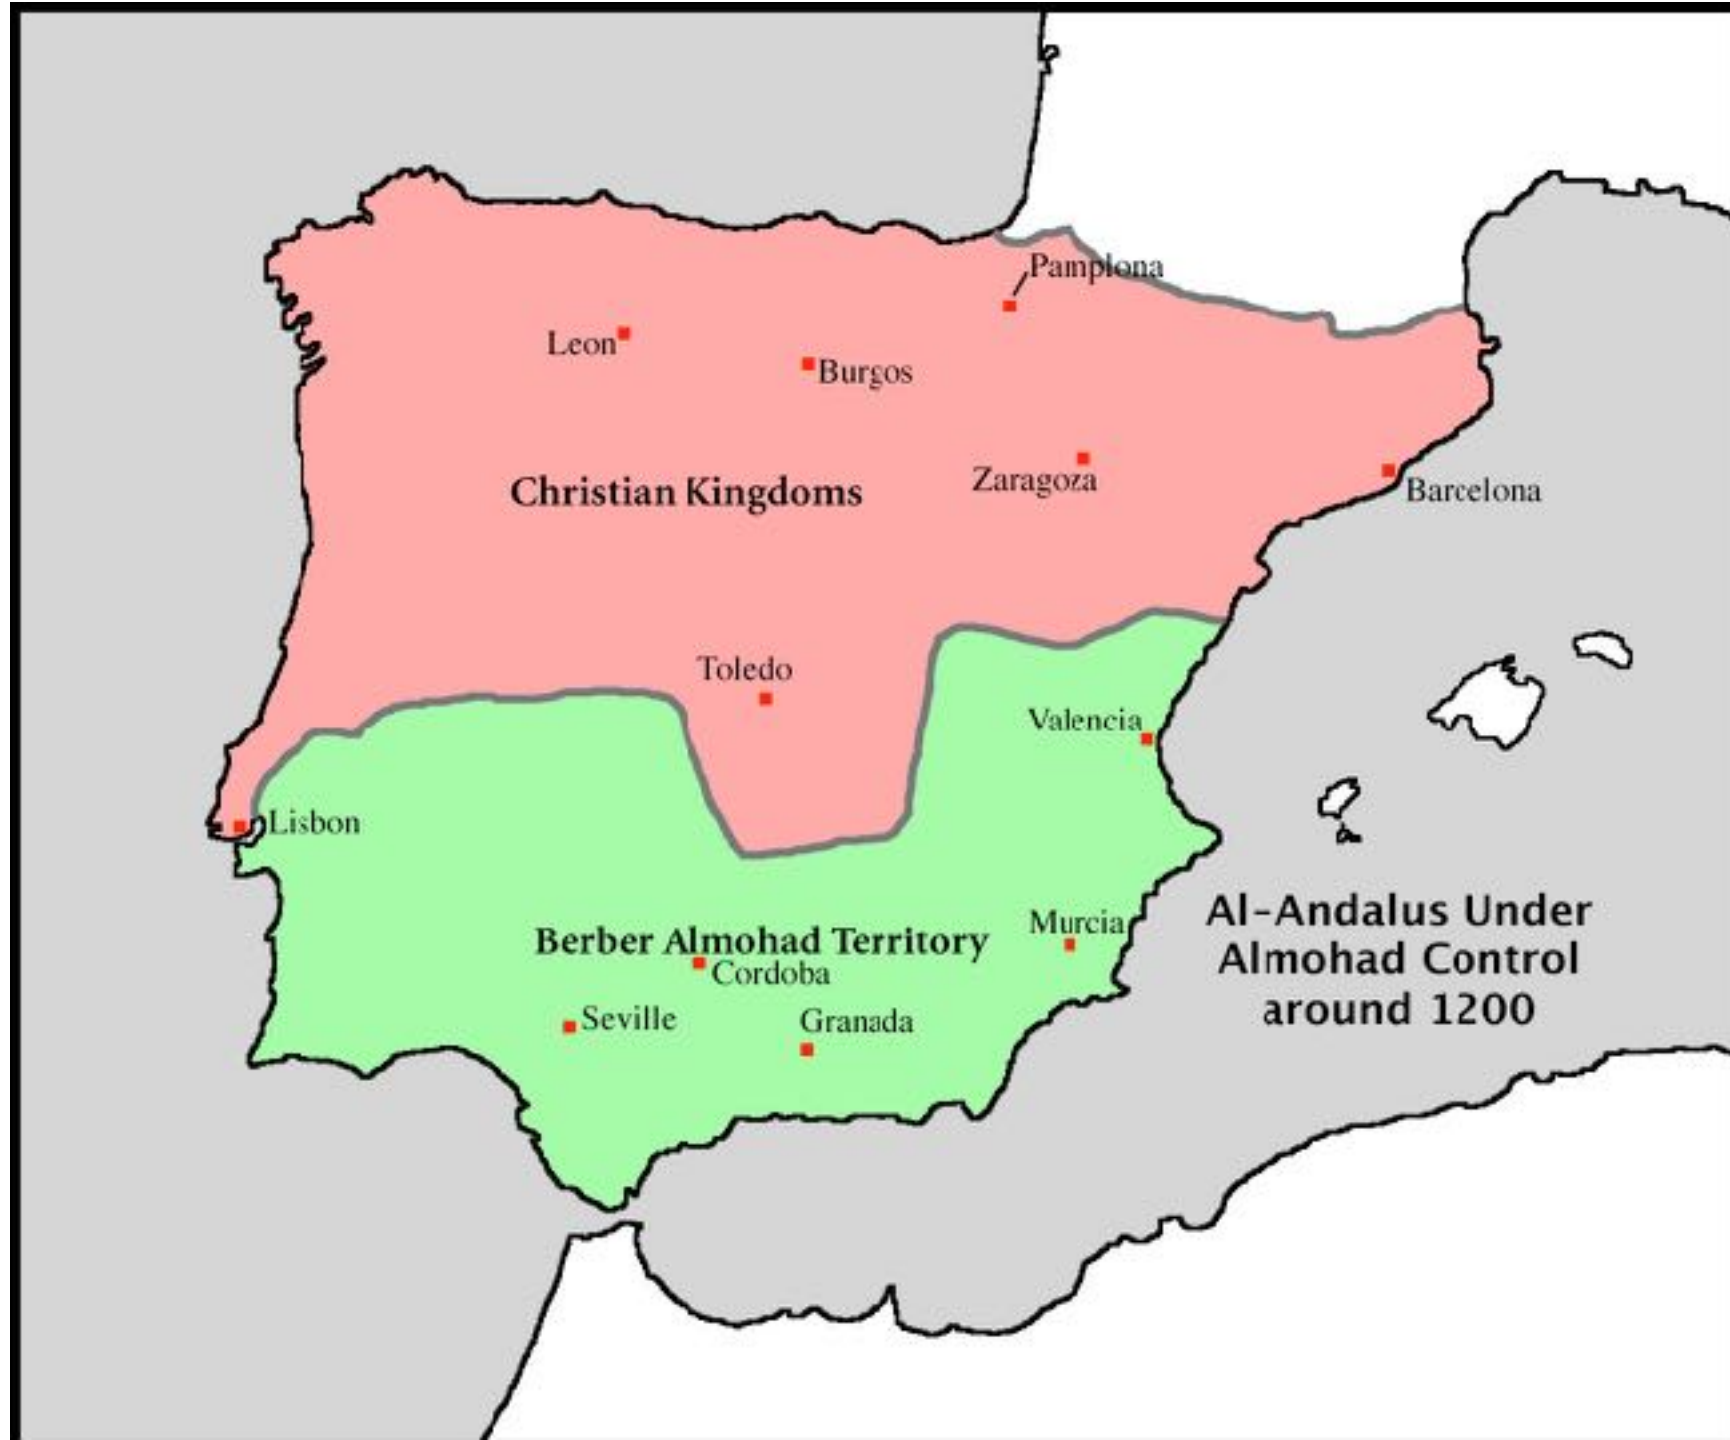 Pamplona
Leon
Burgos
Zaragoza
Christian Kingdoms
Barcelona
Toledo
Valencia
Lisbon
Al-Andalus Under
Almohad Control
around 1200
Murcia
Berber Almohad Territory
Cordoba
Seville
Granada